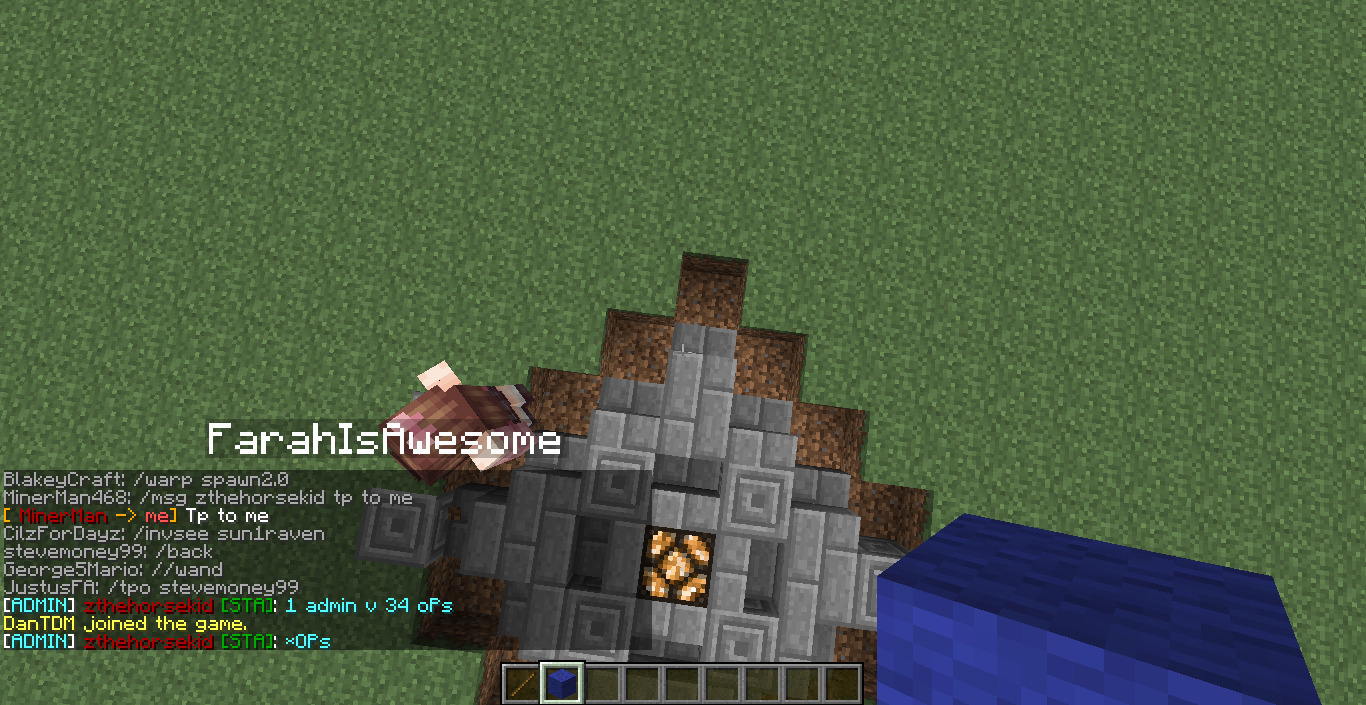 FarahIsAwesome
BlakeyCraft: /warp spawn2.0
MinerMan468: /msg zthehorsekid tp to me
[ MinerMan -> me] Tp to me
CilzForDayz: /invsee sun1raven
stevemoney99: /back
George5Mario: //wand
JustusFA: /tpo stevemoney99
[ADMIN] zthehorsekid [STA]: 1 admin v 34 oPs
DanTDM joined the game.
[ADMIN] zthehorsekid [STA]: *OPs